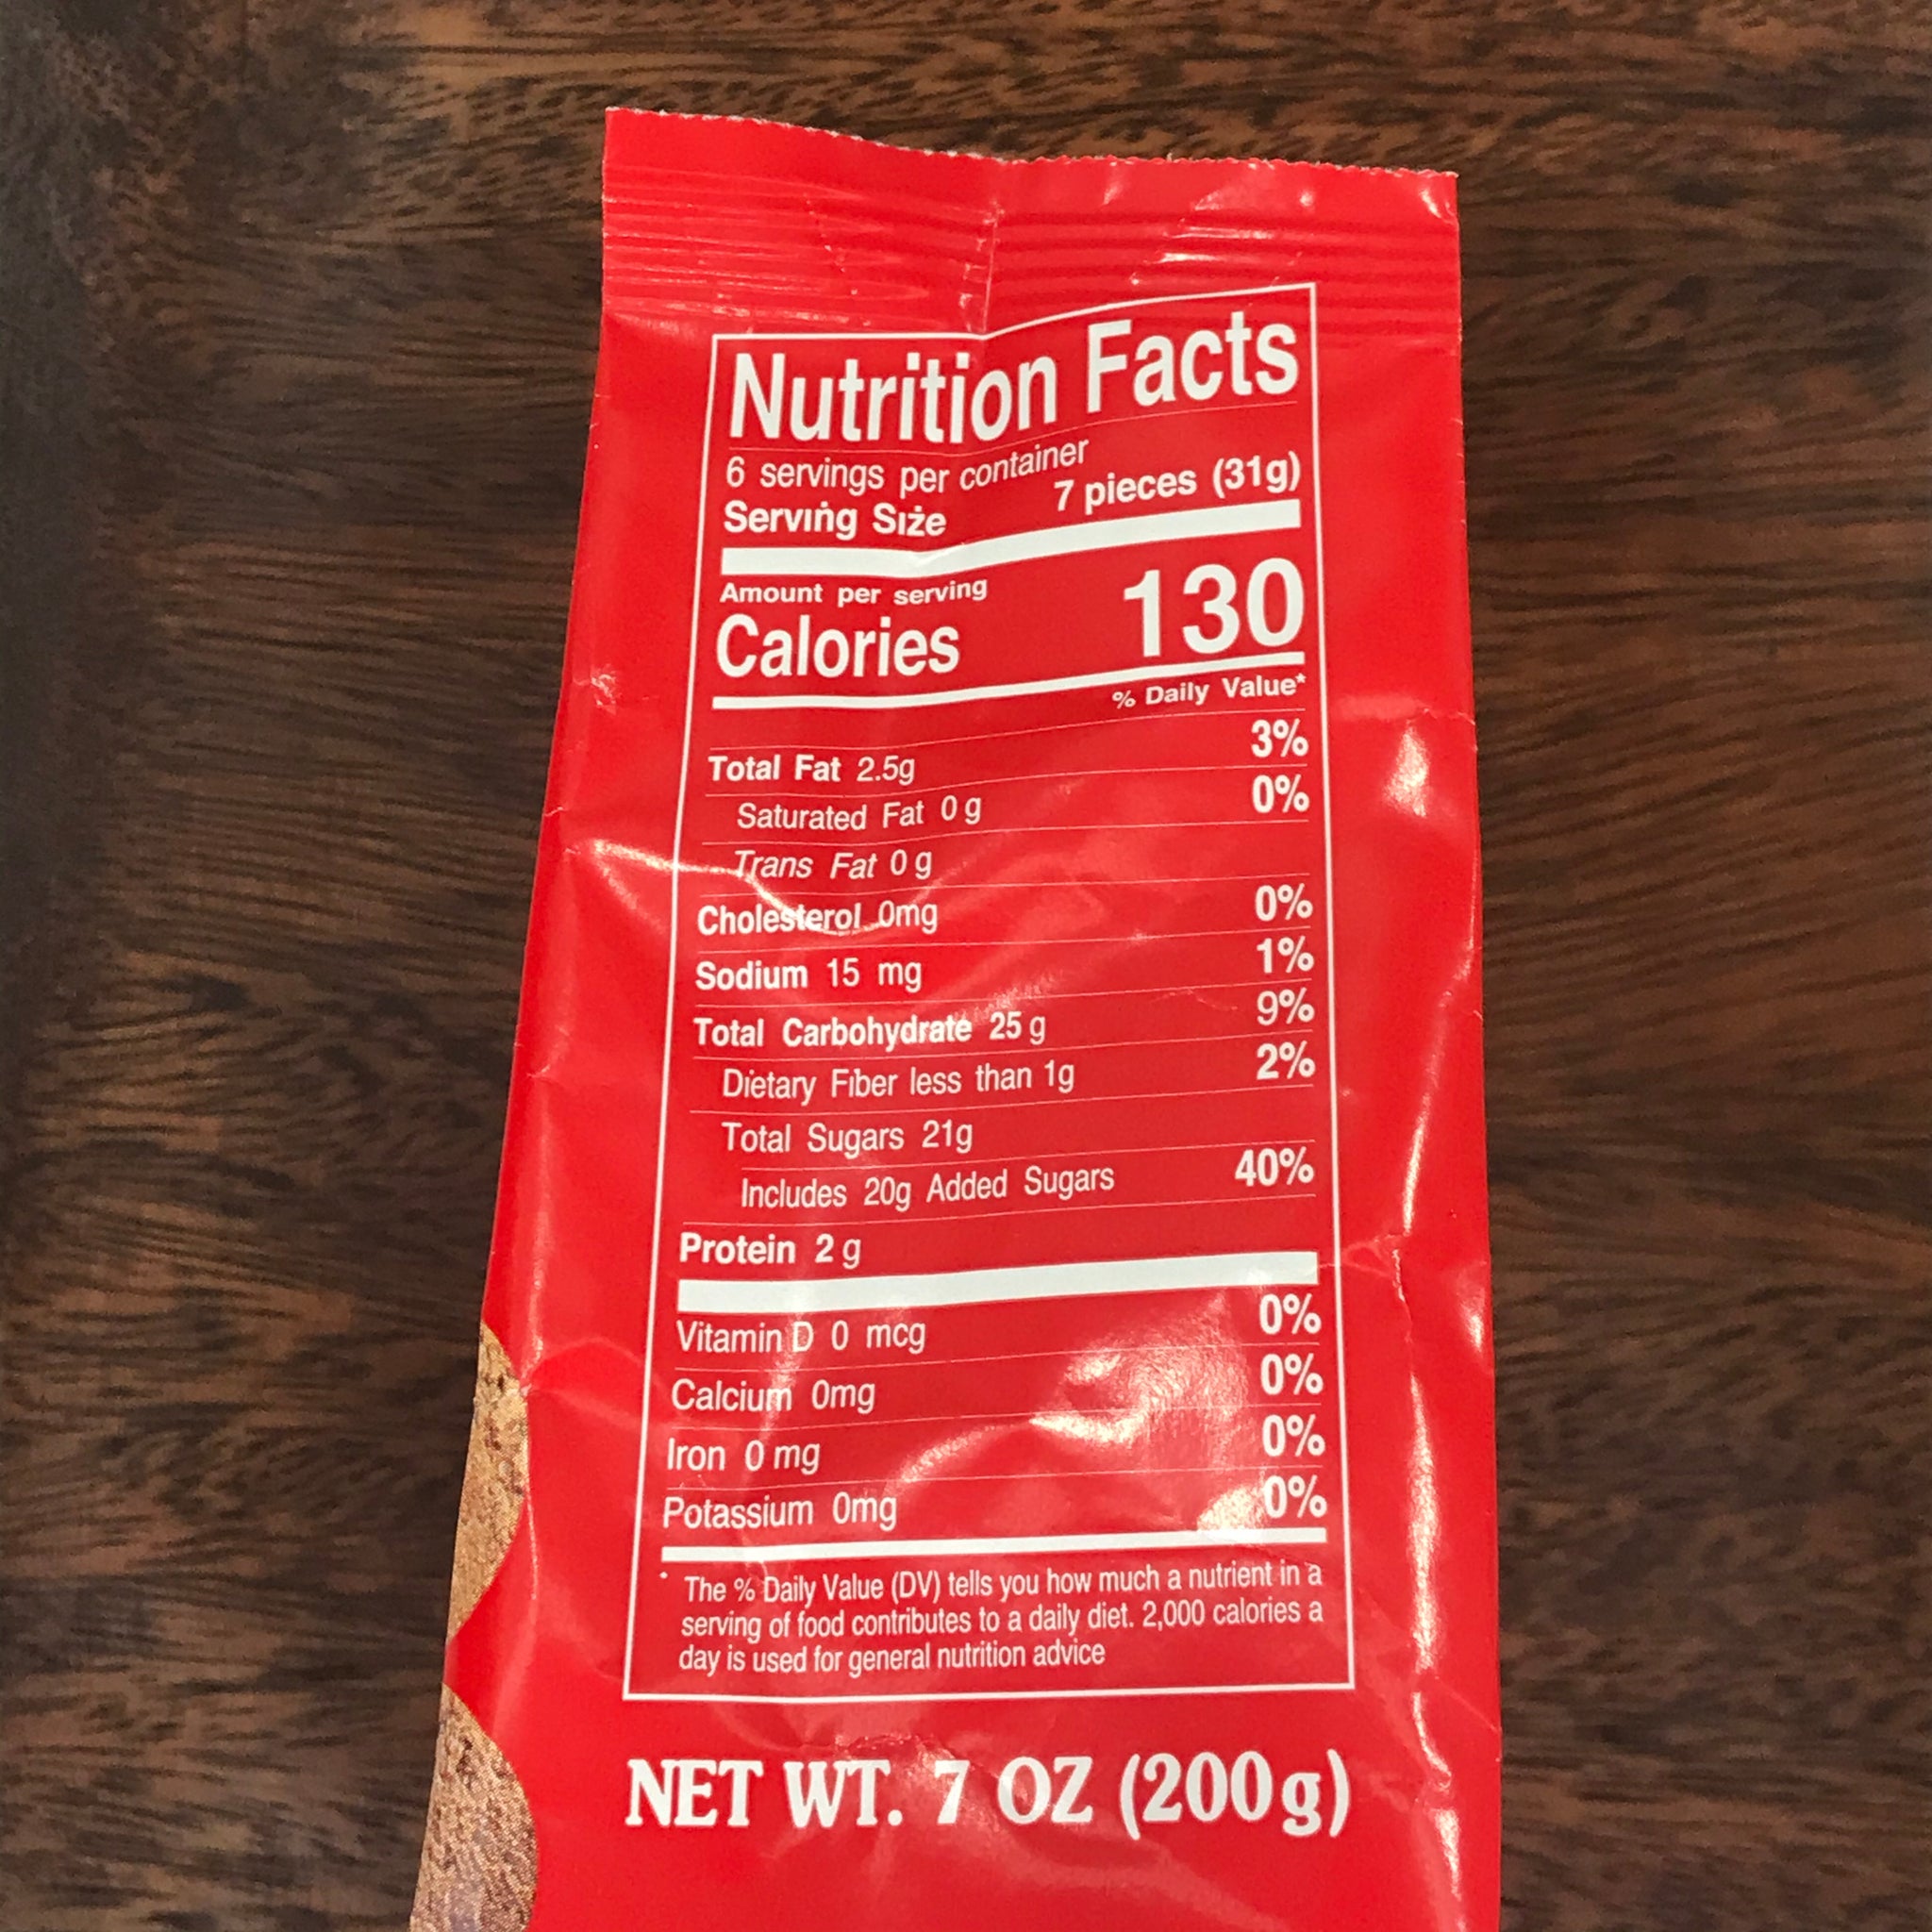 Nutrition Facts
6 servings per container
Serving Size 7 pieces (31g)
Amount per serving
Calories 130
% Daily Value*
Total Fat 2.5g 3%
Saturated Fat 0 g 0%
Trans Fat 0 g
Cholesterol 0mg 0%
Sodium 15 mg 1%
Total Carbohydrate 25 g 9%
Dietary Fiber less than 1g 2%
Total Sugars 21g
Includes 20g Added Sugars 40%
Protein 2 g
Vitamin D 0 mcg 0%
Calcium 0mg 0%
Iron 0 mg 0%
Potassium 0mg 0%
* The % Daily Value (DV) tells you how much a nutrient in a
serving of food contributes to a daily diet. 2,000 calories a
day is used for general nutrition advice
NET WT. 7 OZ (200g)